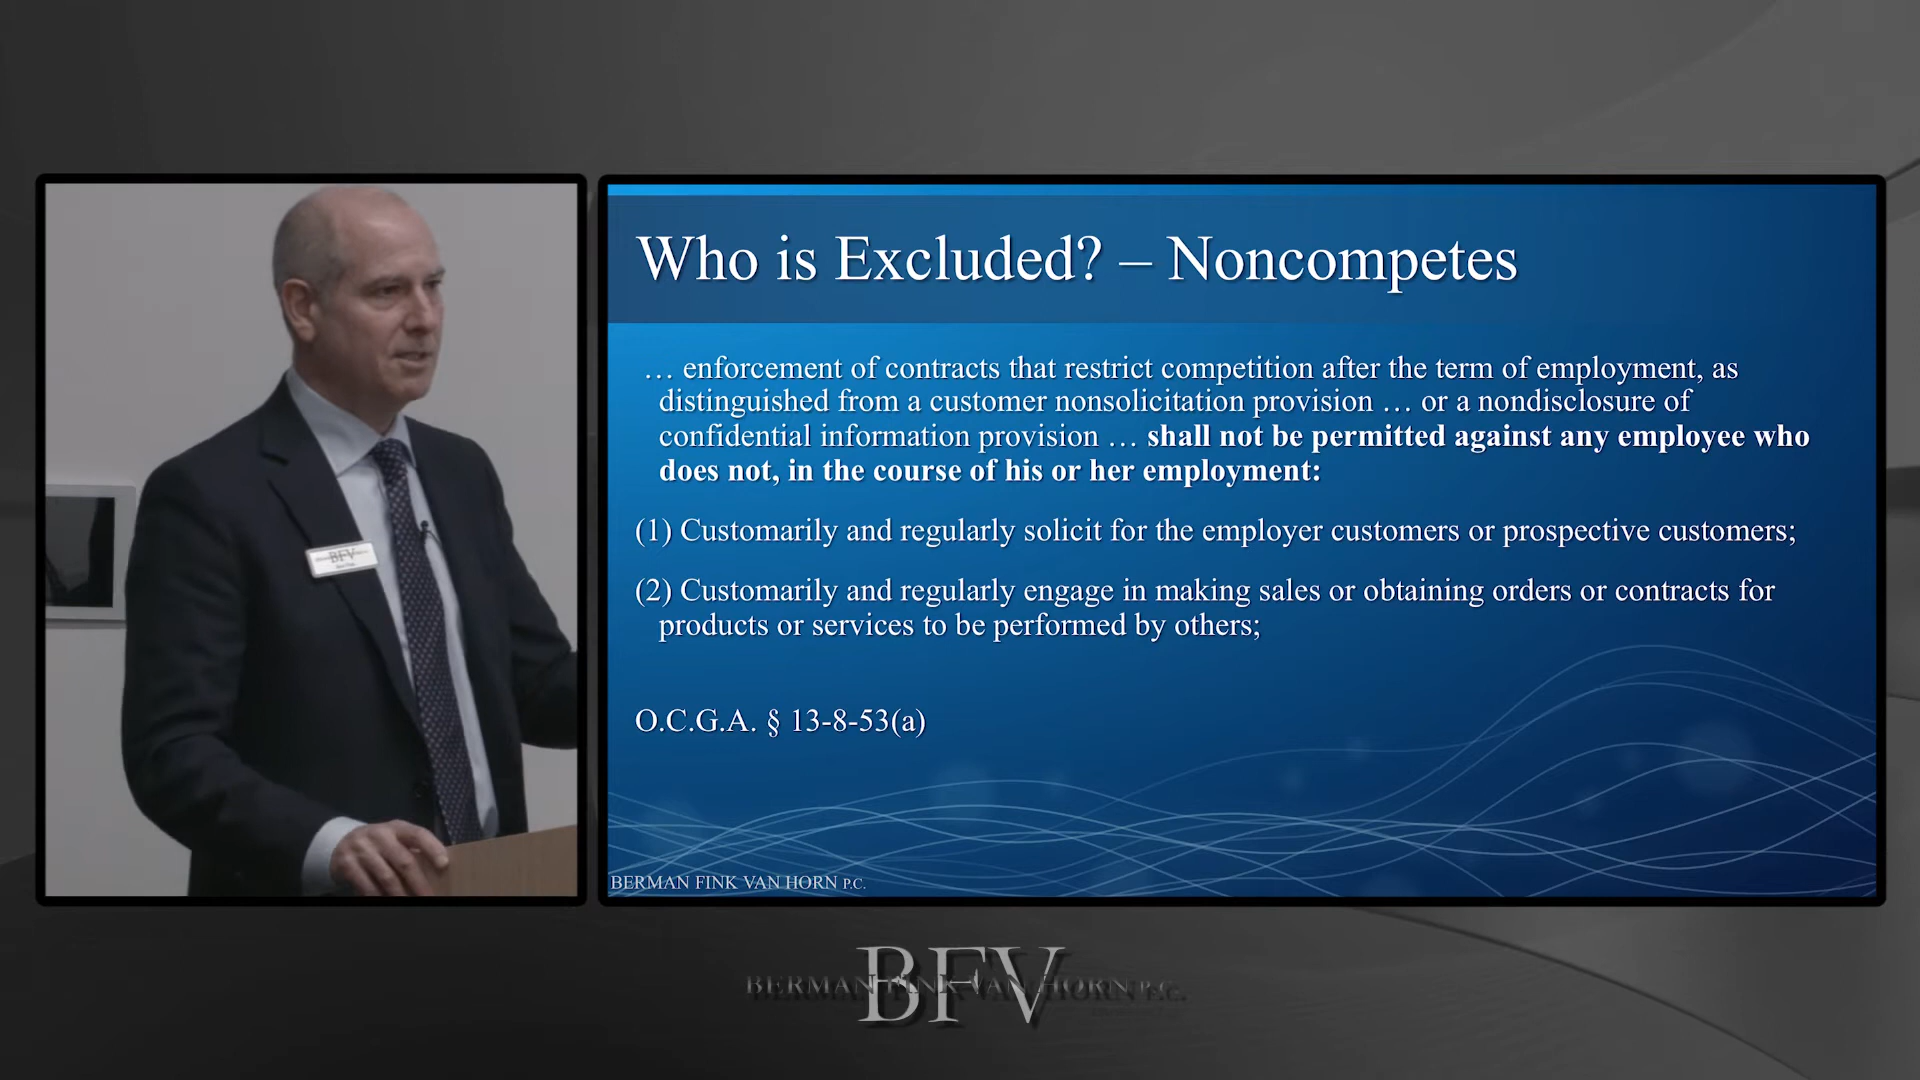 Who is Excluded? – Noncompetes
… enforcement of contracts that restrict competition after the term of employment, as
distinguished from a customer nonsolicitation provision … or a nondisclosure of
confidential information provision … shall not be permitted against any employee who
does not, in the course of his or her employment:
(1) Customarily and regularly solicit for the employer customers or prospective customers;
(2) Customarily and regularly engage in making sales or obtaining orders or contracts for
products or services to be performed by others;
O.C.G.A. § 13-8-53(a)
BERMAN FINK VAN HORN P.C.
BFV
BFV
BERMAN FINK VAN HORN P.C.